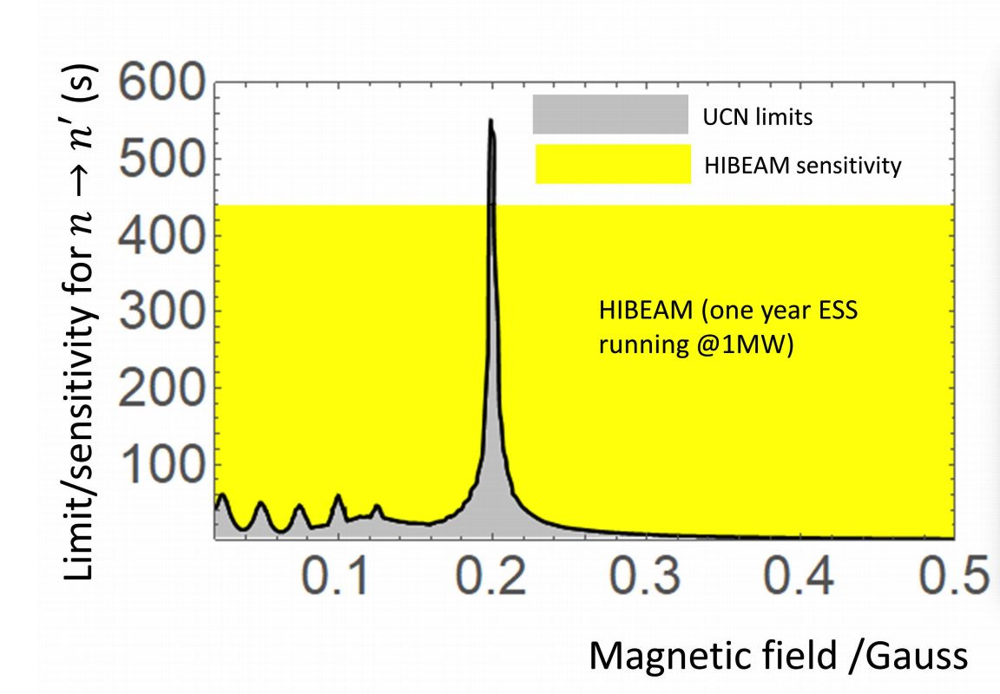 Limit/sensitivity for n → n′ (s)
600
500
400
300
200
100
UCN limits
HIBEAM sensitivity
HIBEAM (one year ESS
running @1MW)
0.1 0.2 0.3 0.4 0.5
Magnetic field /Gauss